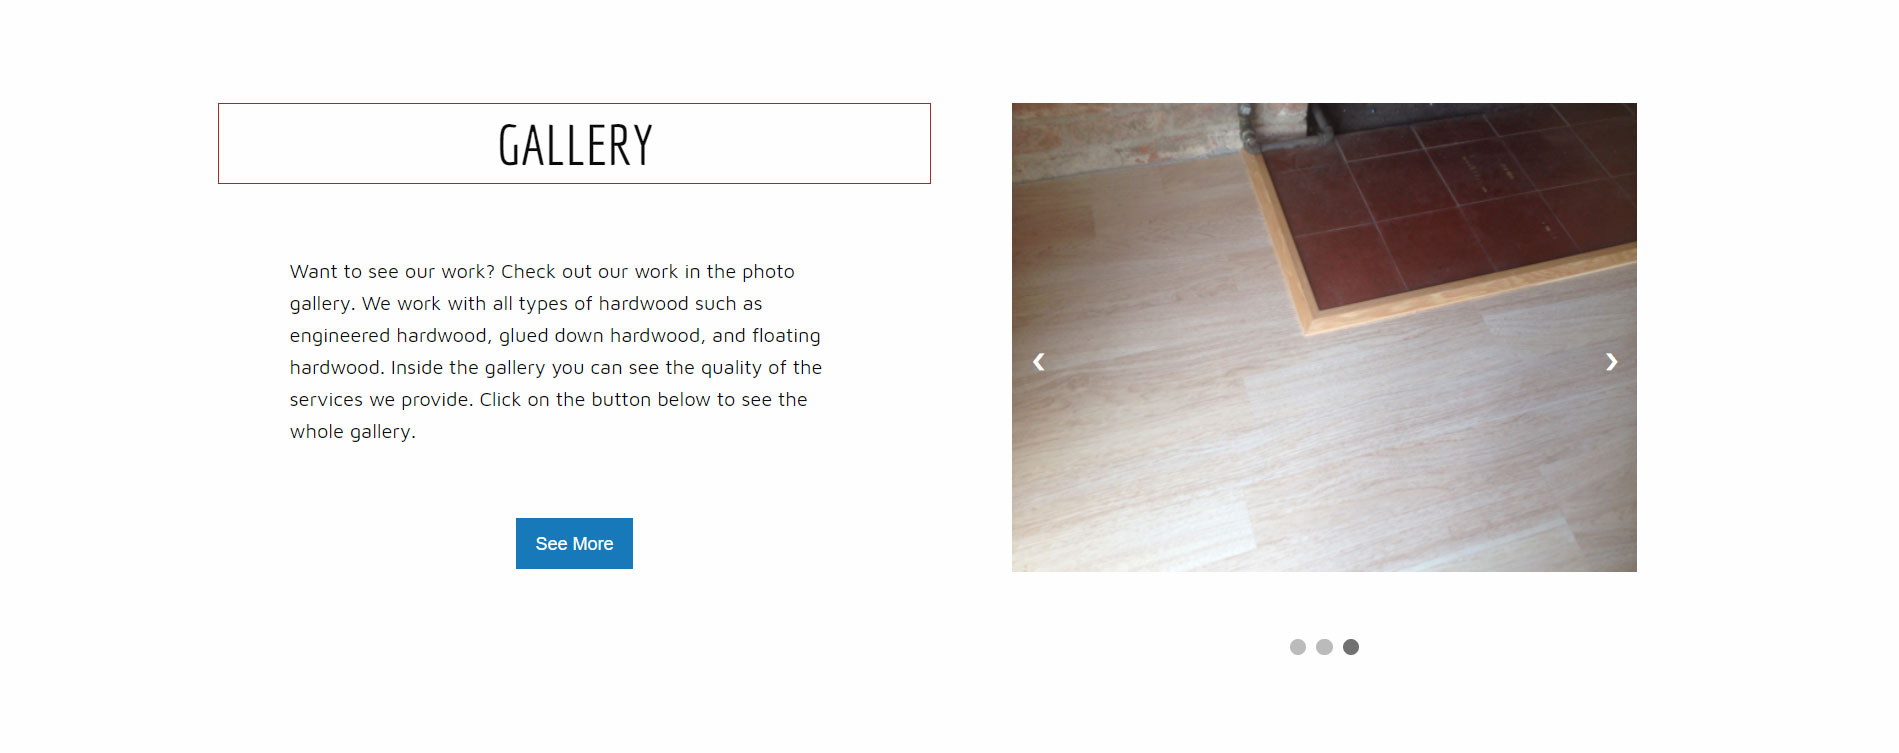 GALLERY
Want to see our work? Check out our work in the photo
gallery. We work with all types of hardwood such as
engineered hardwood, glued down hardwood, and floating
hardwood. Inside the gallery you can see the quality of the
services we provide. Click on the button below to see the
whole gallery.
See More